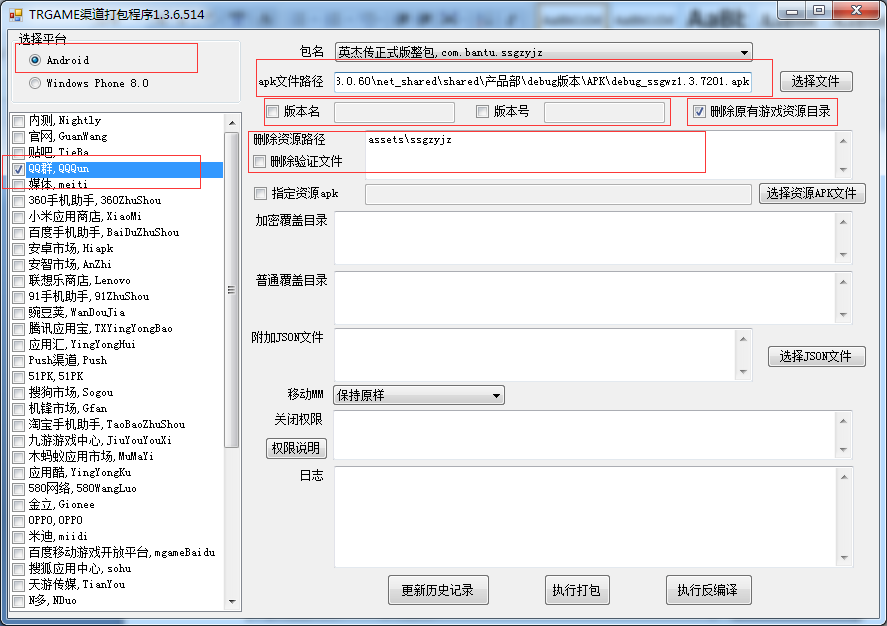 TRGAME渠道打包程序1.3.6.514
选择平台
Android
Windows Phone 8.0
内测,Nightly
官网,GuanWang
贴吧,TieBa
QQ群,QQQun
媒体,meiti
360手机助手,360ZhuShou
小米应用商店,XiaoMi
百度手机助手,BaiDuZhuShou
安卓市场,Hiapk
安智市场,AnZhi
联想乐商店,Lenovo
91手机助手,91ZhuShou
豌豆荚,WanDouJia
腾讯应用宝,TXYingYongBao
应用汇,YingYongHui
Push渠道,Push
51PK,51PK
搜狗市场,Sogou
机锋市场,Gfan
淘宝手机助手,TaoBaoZhuShou
九游游戏中心,JiuYouYouXi
木蚂蚁应用市场,MuMaYi
应用酷,YingYongKu
580网络,580WangLuo
金立,Gionee
OPPO,OPPO
米迪,miidi
百度移动游戏开放平台,mgameBaidu
搜狐应用中心,sohu
天游传媒,TianYou
N多,NDuo
包名 英杰传正式版整包,com.bantu.ssgzyjz
apk文件路径 3.0.60\net_shared\shared\产品部\debug版本\APK\debug_ssgwz1.3.7201.apk 选择文件
版本名 版本号 删除原有游戏资源目录
删除资源路径 assets\ssgzyjz
删除验证文件
指定资源apk 选择资源APK文件
加密覆盖目录
普通覆盖目录
附加JSON文件 选择JSON文件
移动MM 保持原样
关闭权限
权限说明
日志
更新历史记录 执行打包 执行反编译